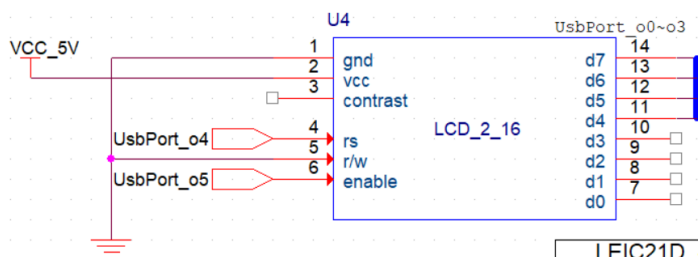 U4
UsbPort_o0~o3
VCC_5V
1 gnd d7 14
2 vcc d6 13
3 contrast d5 12
d4 11
UsbPort_o4 4 rs LCD_2_16 d3 10
5 r/w d2 9
UsbPort_o5 6 enable d1 8
d0 7
LEIC21D